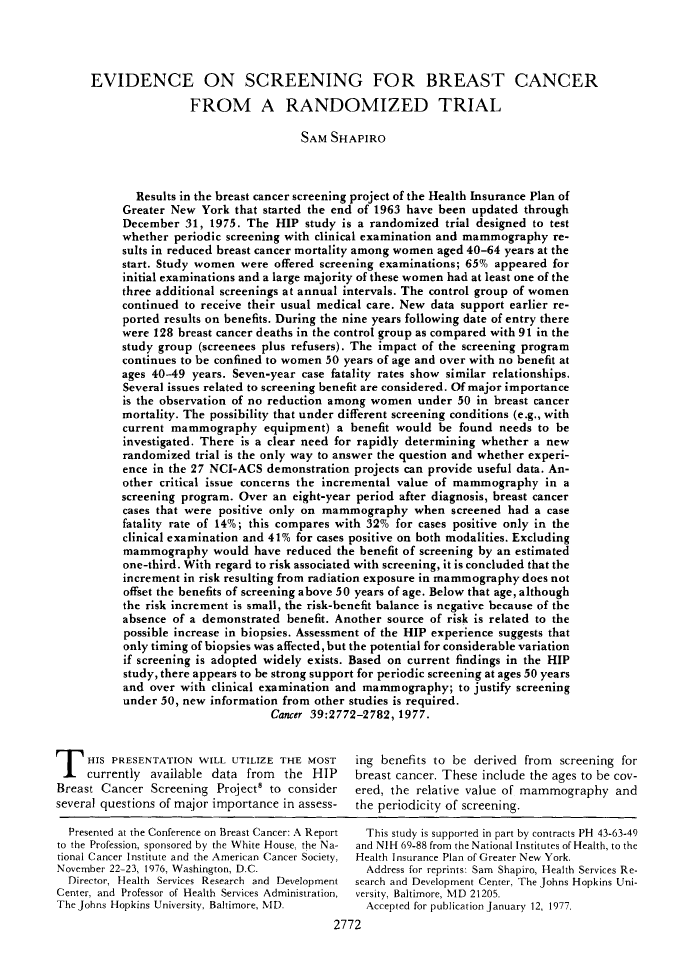 EVIDENCE ON SCREENING FOR BREAST CANCER
FROM A RANDOMIZED TRIAL
SAM SHAPIRO
Results in the breast cancer screening project of the Health Insurance Plan of
Greater New York that started the end of 1963 have been updated through
December 31, 1975. The HIP study is a randomized trial designed to test
whether periodic screening with clinical examination and mammography re-
sults in reduced breast cancer mortality among women aged 40–64 years at the
start. Study women were offered screening examinations; 65% appeared for
initial examinations and a large majority of these women had at least one of the
three additional screenings at annual intervals. The control group of women
continued to receive their usual medical care. New data support earlier re-
ported results on benefits. During the nine years following date of entry there
were 128 breast cancer deaths in the control group as compared with 91 in the
study group (screenees plus refusers). The impact of the screening program
continues to be confined to women 50 years of age and over with no benefit at
ages 40–49 years. Seven-year case fatality rates show similar relationships.
Several issues related to screening benefit are considered. Of major importance
is the observation of no reduction among women under 50 in breast cancer
mortality. The possibility that under different screening conditions (e.g., with
current mammography equipment) a benefit would be found needs to be
investigated. There is a clear need for rapidly determining whether a new
randomized trial is the only way to answer the question and whether experi-
ence in the 27 NCI-ACS demonstration projects can provide useful data. An-
other critical issue concerns the incremental value of mammography in a
screening program. Over an eight-year period after diagnosis, breast cancer
cases that were positive only on mammography when screened had a case
fatality rate of 14%; this compares with 32% for cases positive only in the
clinical examination and 41% for cases positive on both modalities. Excluding
mammography would have reduced the benefit of screening by an estimated
one-third. With regard to risk associated with screening, it is concluded that the
increment in risk resulting from radiation exposure in mammography does not
offset the benefits of screening above 50 years of age. Below that age, although
the risk increment is small, the risk-benefit balance is negative because of the
absence of a demonstrated benefit. Another source of risk is related to the
possible increase in biopsies. Assessment of the HIP experience suggests that
only timing of biopsies was affected, but the potential for considerable variation
if screening is adopted widely exists. Based on current findings in the HIP
study, there appears to be strong support for periodic screening at ages 50 years
and over with clinical examination and mammography; to justify screening
under 50, new information from other studies is required.
Cancer 39:2772–2782, 1977.
THIS PRESENTATION WILL UTILIZE THE MOST
currently available data from the HIP
Breast Cancer Screening Project⁸ to consider
several questions of major importance in assess-
ing benefits to be derived from screening for
breast cancer. These include the ages to be cov-
ered, the relative value of mammography and
the periodicity of screening.
Presented at the Conference on Breast Cancer: A Report
to the Profession, sponsored by the White House, the Na-
tional Cancer Institute and the American Cancer Society,
November 22–23, 1976, Washington, D.C.
Director, Health Services Research and Development
Center, and Professor of Health Services Administration,
The Johns Hopkins University, Baltimore, MD.
This study is supported in part by contracts PH 43-63-49
and NIH 69-88 from the National Institutes of Health, to the
Health Insurance Plan of Greater New York.
Address for reprints: Sam Shapiro, Health Services Re-
search and Development Center, The Johns Hopkins Uni-
versity, Baltimore, MD 21205.
Accepted for publication January 12, 1977.
2772